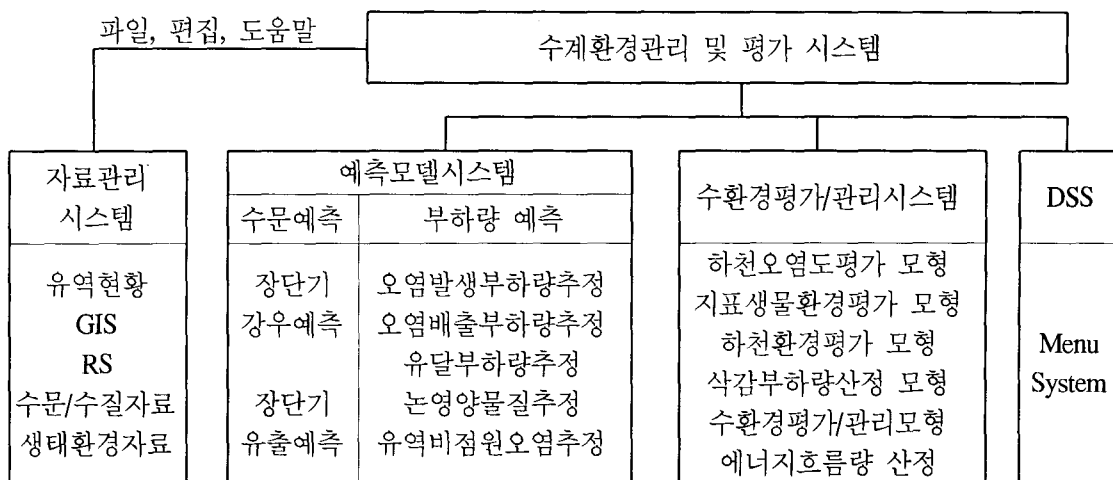 파일, 편집, 도움말
수계환경관리 및 평가 시스템
자료관리
시스템
유역현황
GIS
RS
수문/수질자료
생태환경자료
예측모델시스템
수문예측
부하량 예측
장단기
강우예측
장단기
유출예측
오염발생부하량추정
오염배출부하량추정
유달부하량추정
논영양물질추정
유역비점원오염추정
수환경평가/관리시스템
하천오염도평가 모형
지표생물환경평가 모형
하천환경평가 모형
삭감부하량산정 모형
수환경평가/관리모형
에너지흐름량 산정
DSS
Menu
System